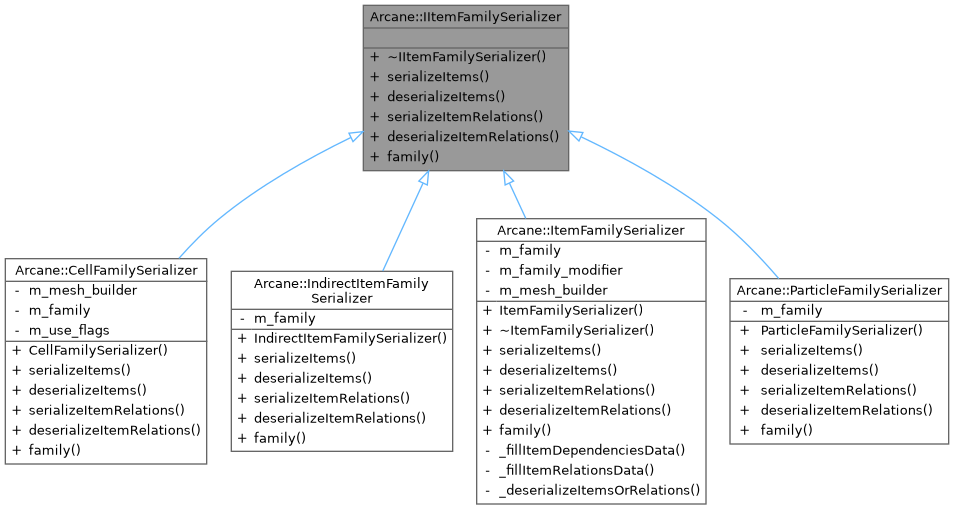 Arcane::IItemFamilySerializer
+ ~IItemFamilySerializer()
+ serializeItems()
+ deserializeItems()
+ serializeItemRelations()
+ deserializeItemRelations()
+ family()
Arcane::CellFamilySerializer
- m_mesh_builder
- m_family
- m_use_flags
+ CellFamilySerializer()
+ serializeItems()
+ deserializeItems()
+ serializeItemRelations()
+ deserializeItemRelations()
+ family()
Arcane::IndirectItemFamily
Serializer
- m_family
+ IndirectItemFamilySerializer()
+ serializeItems()
+ deserializeItems()
+ serializeItemRelations()
+ deserializeItemRelations()
+ family()
Arcane::ItemFamilySerializer
- m_family
- m_family_modifier
- m_mesh_builder
+ ItemFamilySerializer()
+ ~ItemFamilySerializer()
+ serializeItems()
+ deserializeItems()
+ serializeItemRelations()
+ deserializeItemRelations()
+ family()
- _fillItemDependenciesData()
- _fillItemRelationsData()
- _deserializeItemsOrRelations()
Arcane::ParticleFamilySerializer
- m_family
+ ParticleFamilySerializer()
+ serializeItems()
+ deserializeItems()
+ serializeItemRelations()
+ deserializeItemRelations()
+ family()